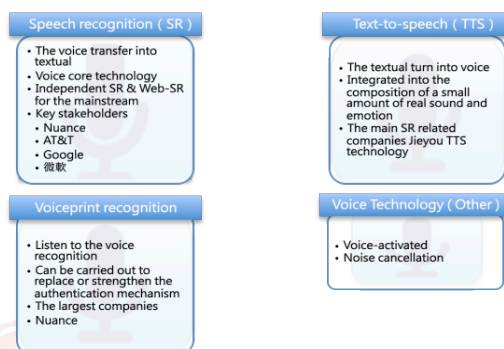 Speech recognition ( SR )
• The voice transfer into
textual
• Voice core technology
• Independent SR & Web-SR
for the mainstream
• Key stakeholders
• Nuance
• AT&T
• Google
• 微軟
Text-to-speech ( TTS )
• The textual turn into voice
• Integrated into the
composition of a small
amount of real sound and
emotion
• The main SR related
companies Jieyou TTS
technology
Voiceprint recognition
• Listen to the voice
recognition
• Can be carried out to
replace or strengthen the
authentication mechanism
• The largest companies
• Nuance
Voice Technology ( Other )
• Voice-activated
• Noise cancellation